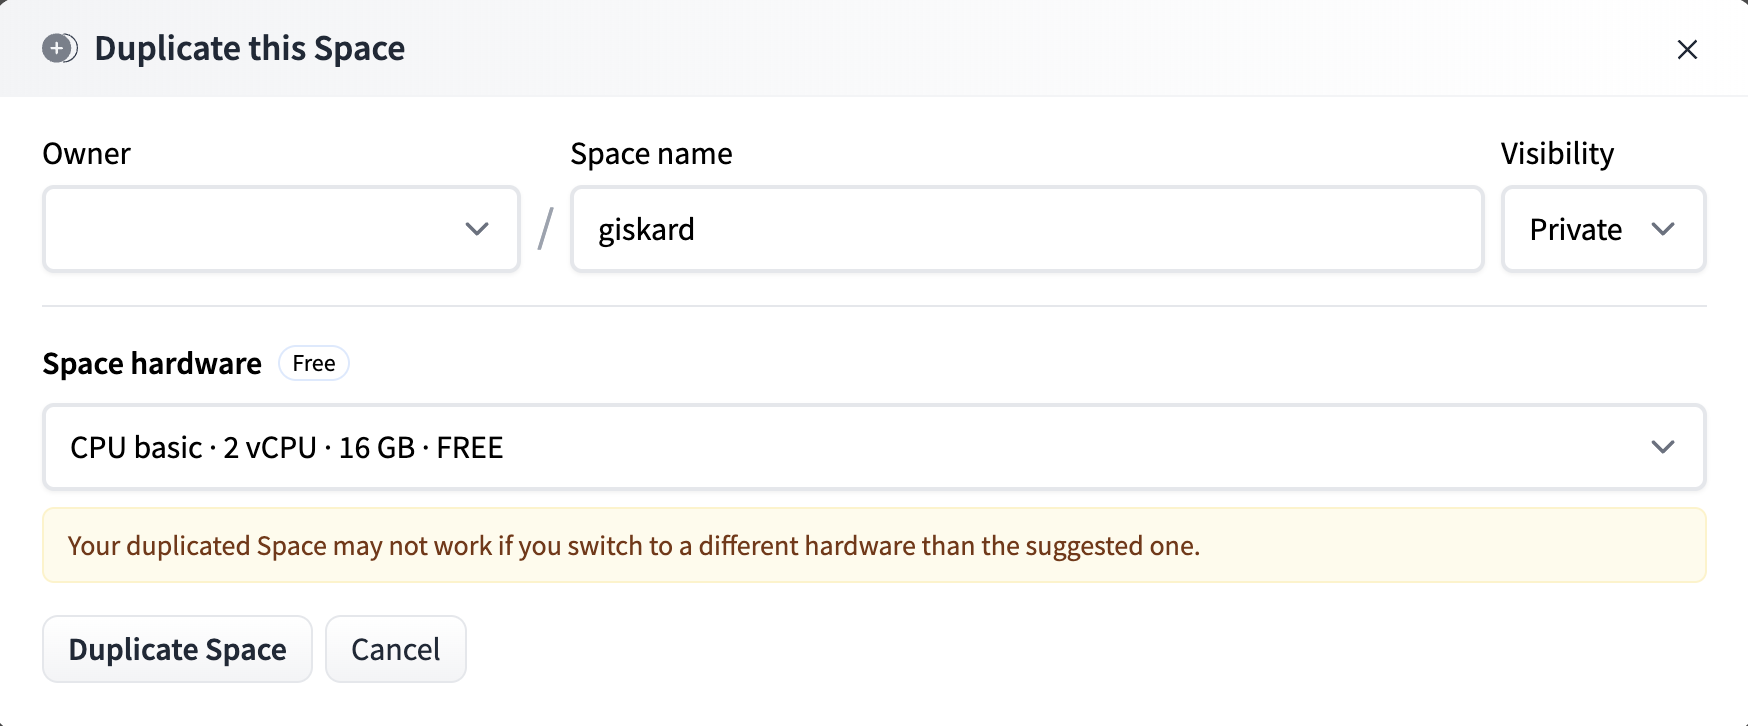 Duplicate this Space
Owner
Space name
Visibility
/
giskard
Private
Space hardware
Free
CPU basic · 2 vCPU · 16 GB · FREE
Your duplicated Space may not work if you switch to a different hardware than the suggested one.
Duplicate Space
Cancel